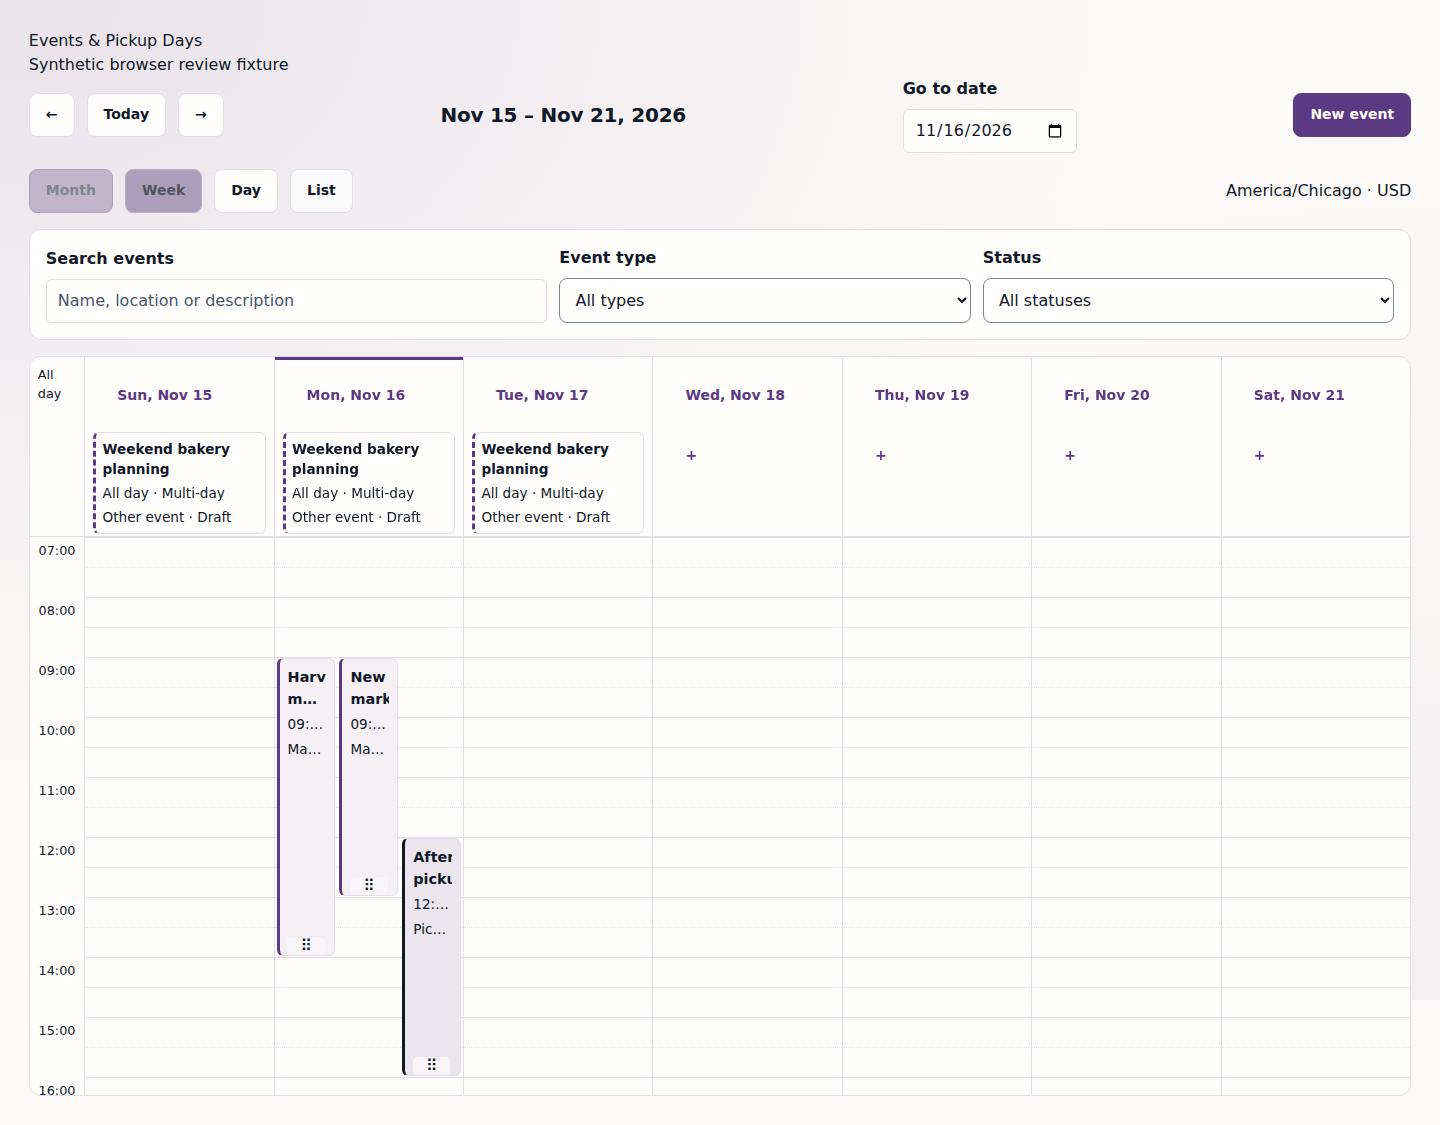 Events & Pickup Days
Synthetic browser review fixture
← Today →
Nov 15 – Nov 21, 2026
Go to date
11/16/2026
New event
Month Week Day List
America/Chicago · USD
Search events
Name, location or description
Event type
All types
Status
All statuses
All
day
Sun, Nov 15
Mon, Nov 16
Tue, Nov 17
Wed, Nov 18
Thu, Nov 19
Fri, Nov 20
Sat, Nov 21
Weekend bakery
planning
All day · Multi-day
Other event · Draft
Weekend bakery
planning
All day · Multi-day
Other event · Draft
Weekend bakery
planning
All day · Multi-day
Other event · Draft
+
+
+
+
07:00
08:00
09:00
10:00
11:00
12:00
13:00
14:00
15:00
16:00
Harv
m…
09:…
Ma…
New
mark
09:…
Ma…
After
picku
12:…
Pic…